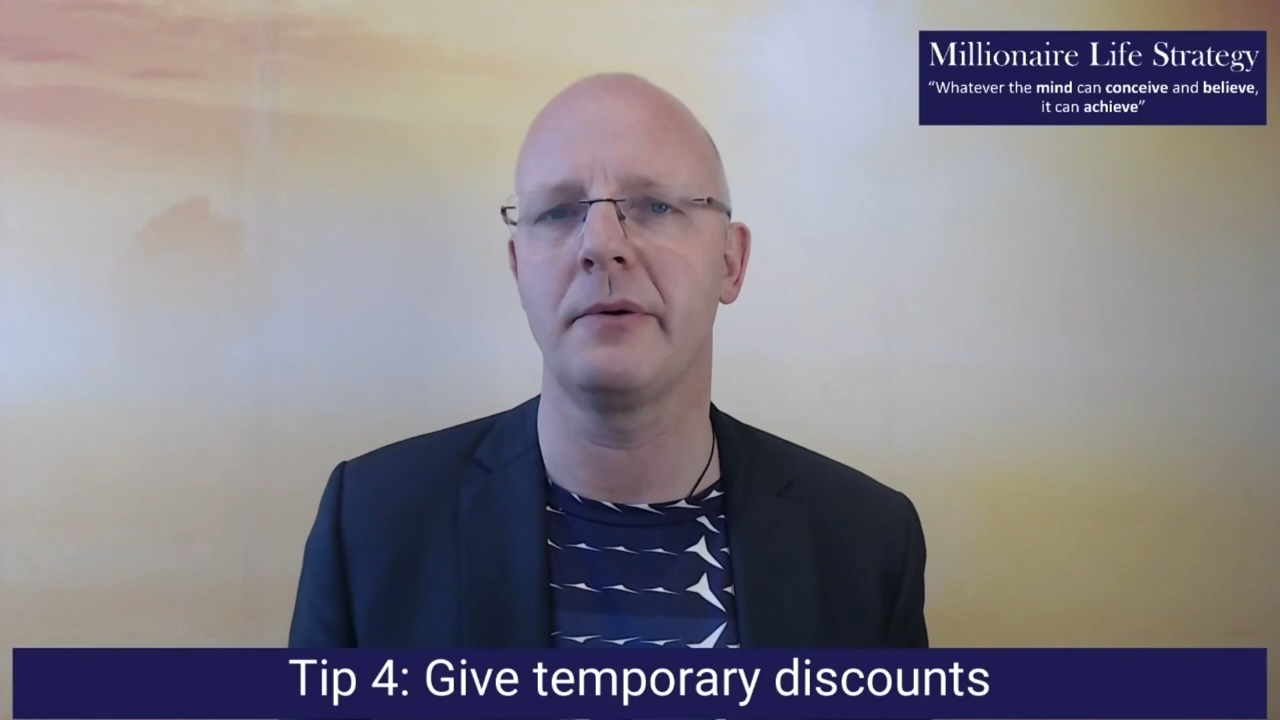 Millionaire Life Strategy
“Whatever the mind can conceive and believe,
it can achieve”
Tip 4: Give temporary discounts